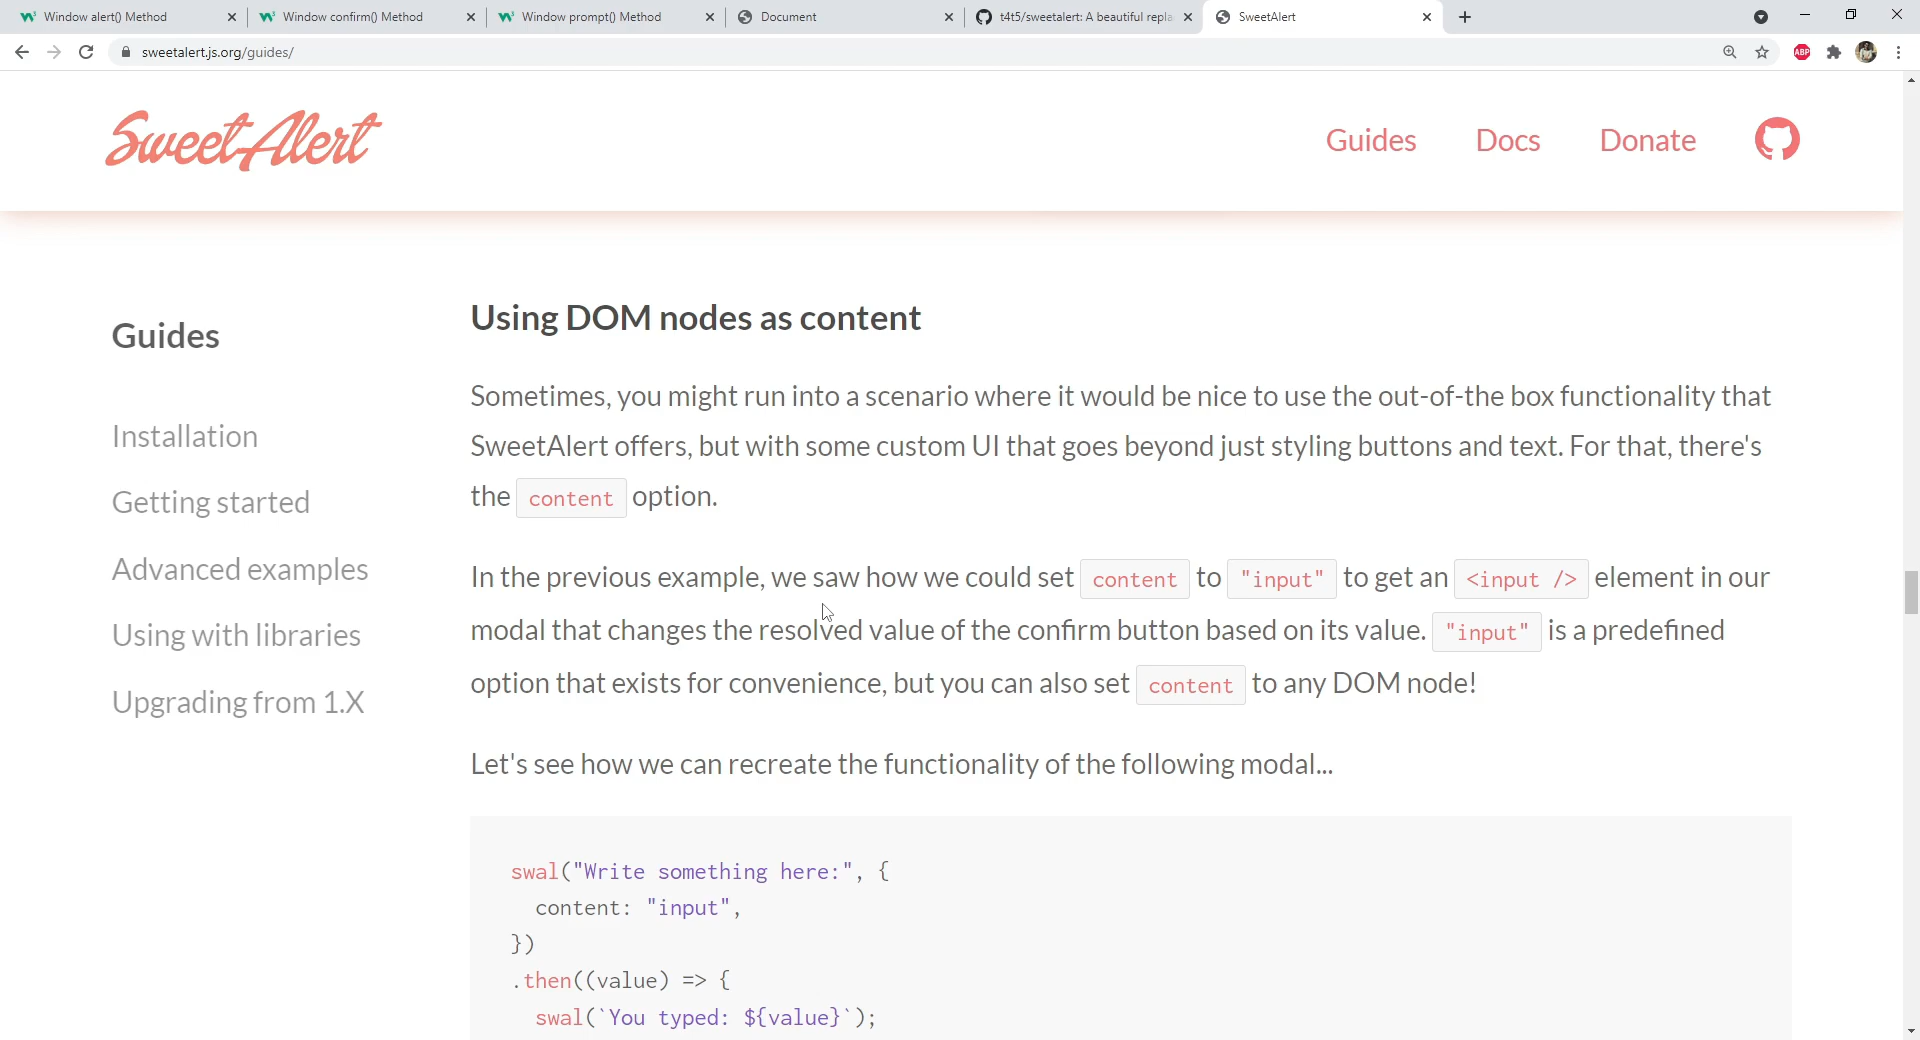 Window alert() Method
Window confirm() Method
Window prompt() Method
Document
t4t5/sweetalert: A beautiful repla
SweetAlert
sweetalert.js.org/guides/
ABP
SweetAlert
Guides
Docs
Donate
Guides
Installation
Getting started
Advanced examples
Using with libraries
Upgrading from 1.X
Using DOM nodes as content
Sometimes, you might run into a scenario where it would be nice to use the out-of-the box functionality that
SweetAlert offers, but with some custom UI that goes beyond just styling buttons and text. For that, there's
the content option.
In the previous example, we saw how we could set content to "input" to get an <input /> element in our
modal that changes the resolved value of the confirm button based on its value. "input" is a predefined
option that exists for convenience, but you can also set content to any DOM node!
Let's see how we can recreate the functionality of the following modal...
swal("Write something here:", {
content: "input",
})
.then((value) => {
swal(`You typed: ${value}`);